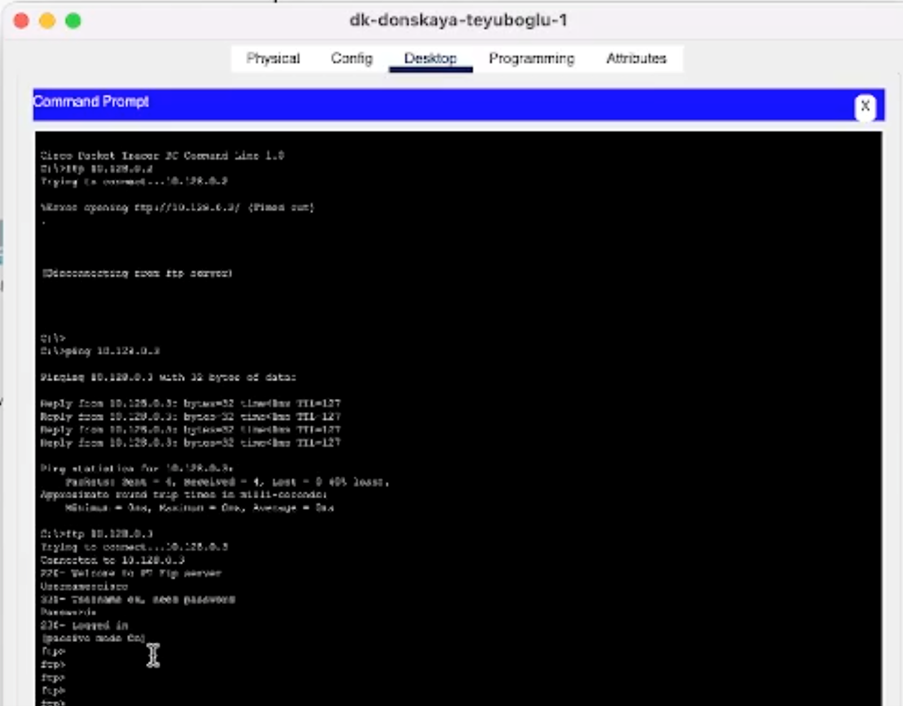 dk-donskaya-teyuboglu-1
Physical Config Desktop Programming Attributes
Command Prompt
X
Cisco Packet Tracer PC Command Line 1.0
C:\>ftp 10.128.0.2
Trying to connect...10.128.0.2
%Error opening ftp://10.128.0.2/ (Timed out)
.
(Disconnecting from ftp server)
C:\>
C:\>ping 10.128.0.3
Pinging 10.128.0.3 with 32 bytes of data:
Reply from 10.128.0.3: bytes=32 time<1ms TTL=127
Reply from 10.128.0.3: bytes=32 time<1ms TTL=127
Reply from 10.128.0.3: bytes=32 time<1ms TTL=127
Reply from 10.128.0.3: bytes=32 time<1ms TTL=127
Ping statistics for 10.128.0.3:
Packets: Sent = 4, Received = 4, Lost = 0 (0% loss),
Approximate round trip times in milli-seconds:
Minimum = 0ms, Maximum = 0ms, Average = 0ms
C:\>ftp 10.128.0.3
Trying to connect...10.128.0.3
Connected to 10.128.0.3
220- Welcome to PT Ftp server
Username:cisco
331- Username ok, need password
Password:
230- Logged in
(passive mode On)
ftp>
ftp>
ftp>
ftp>
ftp>